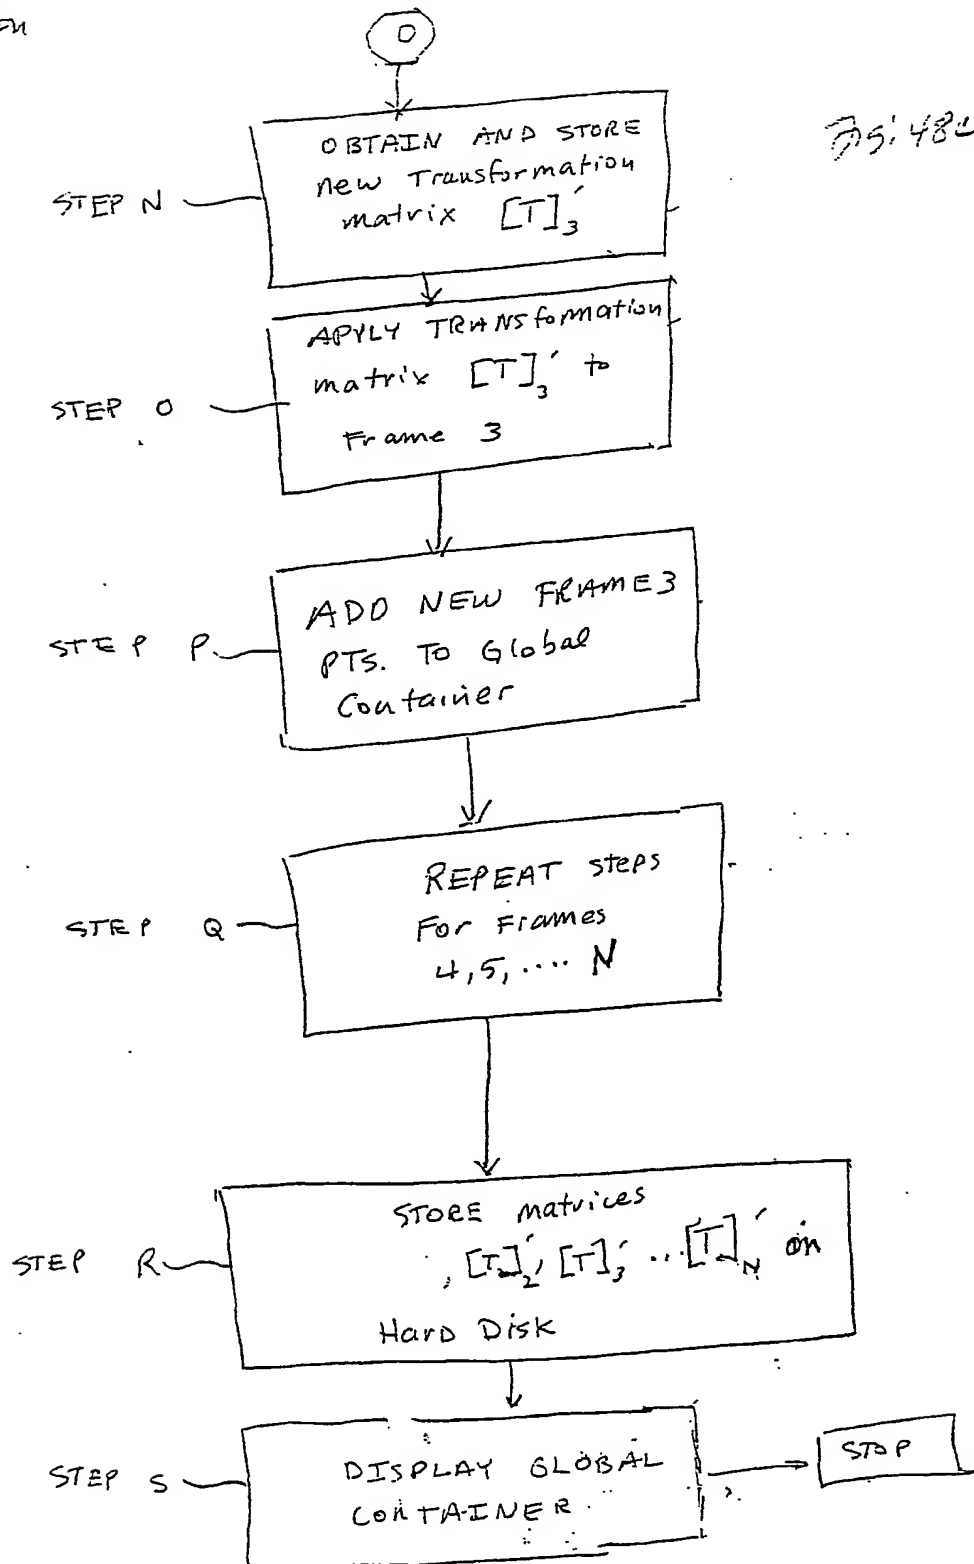 O
OBTAIN AND STORE
new Transformation
matrix [T]₃′
STEP N
APYLY TRANSformation
matrix [T]₃′ to
Frame 3
STEP O
ADD NEW FRAME 3
PTS. TO Global
Container
STEP P
REPEAT steps
For Frames
4,5,.... N
STEP Q
STORE matrices
, [T]₂′, [T]₃′ ...[T]N′ on
HarD Disk
STEP R
DISPLAY GLOBAL
CONTAINER
STEP S
STOP